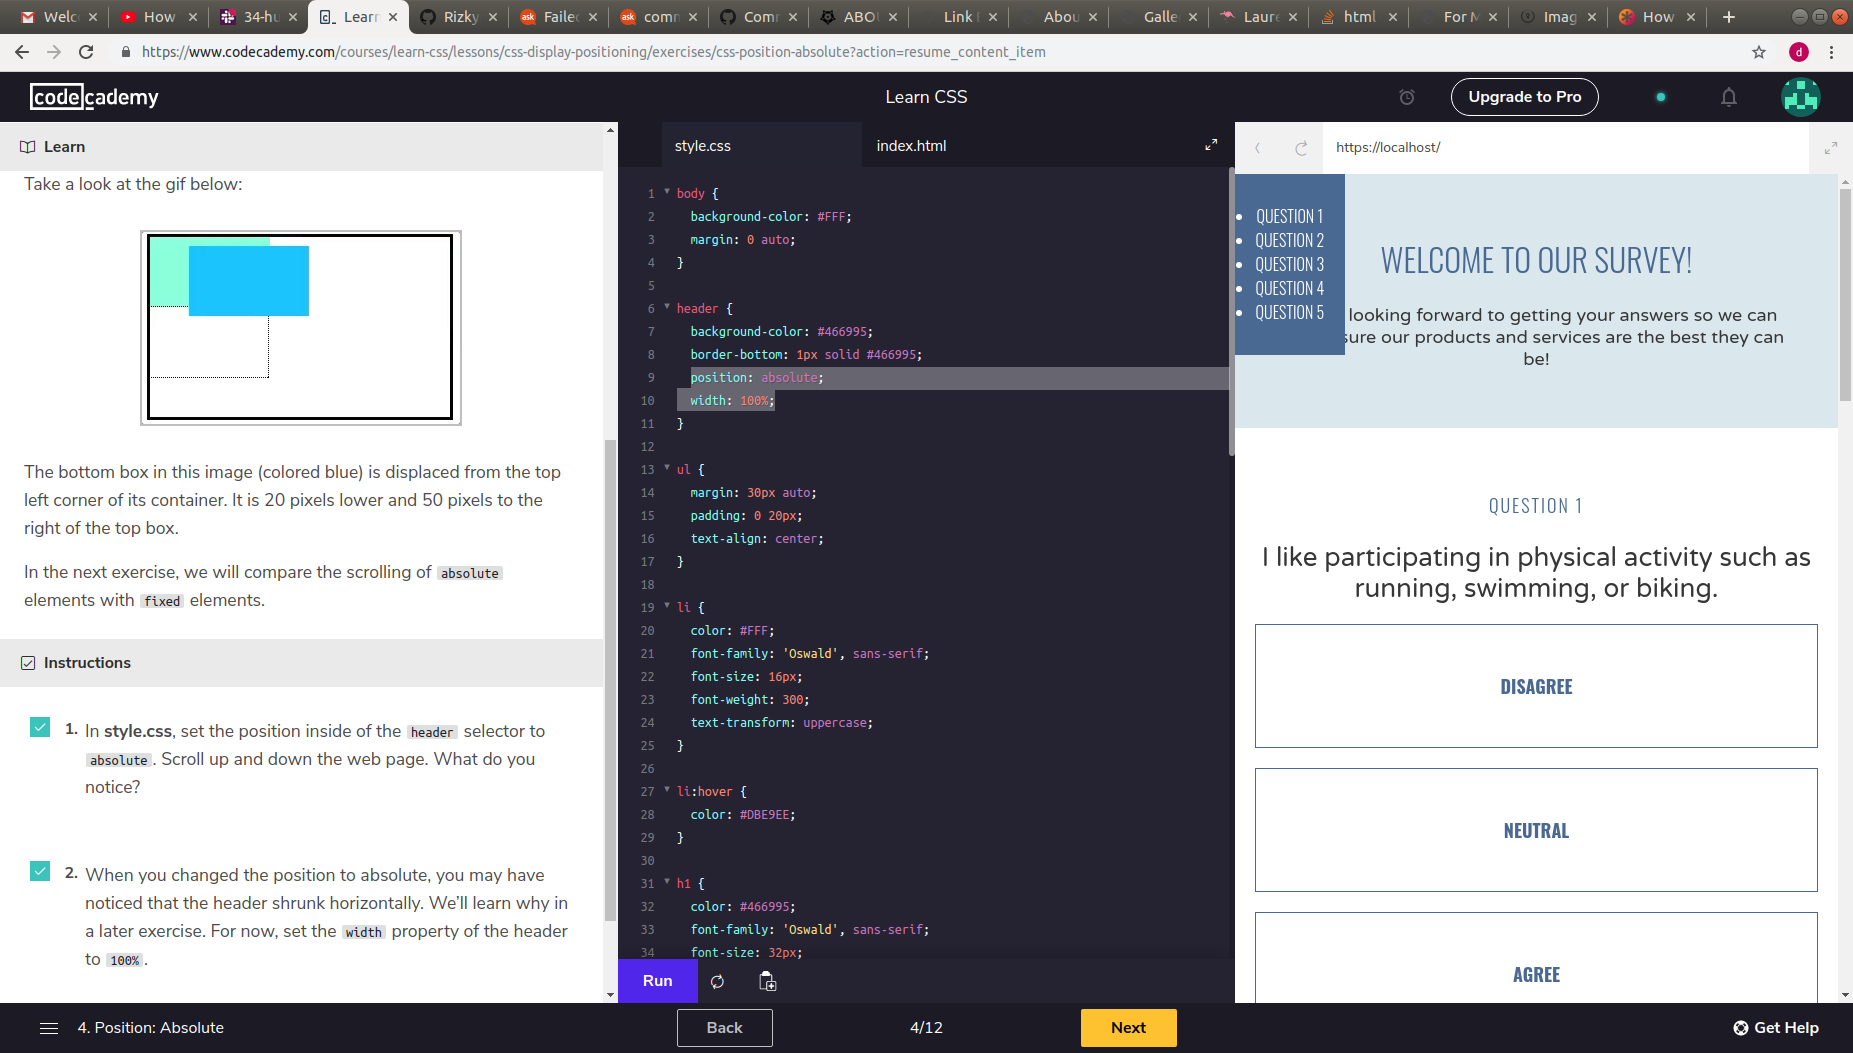 Welc
How
34-hu
Learn
Rizky
Failec
comn
Comr
ABOU
Link
Abou
Galle
Laure
html
For M
Imag
How
https://www.codecademy.com/courses/learn-css/lessons/css-display-positioning/exercises/css-position-absolute?action=resume_content_item
d
codecademy
Learn CSS
Upgrade to Pro
Learn
Take a look at the gif below:
The bottom box in this image (colored blue) is displaced from the top
left corner of its container. It is 20 pixels lower and 50 pixels to the
right of the top box.
In the next exercise, we will compare the scrolling of absolute
elements with fixed elements.
Instructions
1. In style.css, set the position inside of the header selector to
absolute. Scroll up and down the web page. What do you
notice?
2. When you changed the position to absolute, you may have
noticed that the header shrunk horizontally. We'll learn why in
a later exercise. For now, set the width property of the header
to 100%.
style.css
index.html
1 body {
2 background-color: #FFF;
3 margin: 0 auto;
4 }
5
6 header {
7 background-color: #466995;
8 border-bottom: 1px solid #466995;
9 position: absolute;
10 width: 100%;
11 }
12
13 ul {
14 margin: 30px auto;
15 padding: 0 20px;
16 text-align: center;
17 }
18
19 li {
20 color: #FFF;
21 font-family: 'Oswald', sans-serif;
22 font-size: 16px;
23 font-weight: 300;
24 text-transform: uppercase;
25 }
26
27 li:hover {
28 color: #DBE9EE;
29 }
30
31 h1 {
32 color: #466995;
33 font-family: 'Oswald', sans-serif;
34 font-size: 32px;
Run
https://localhost/
QUESTION 1
QUESTION 2
QUESTION 3
QUESTION 4
QUESTION 5
WELCOME TO OUR SURVEY!
looking forward to getting your answers so we can
sure our products and services are the best they can
be!
QUESTION 1
I like participating in physical activity such as
running, swimming, or biking.
DISAGREE
NEUTRAL
AGREE
4. Position: Absolute
Back
4/12
Next
Get Help